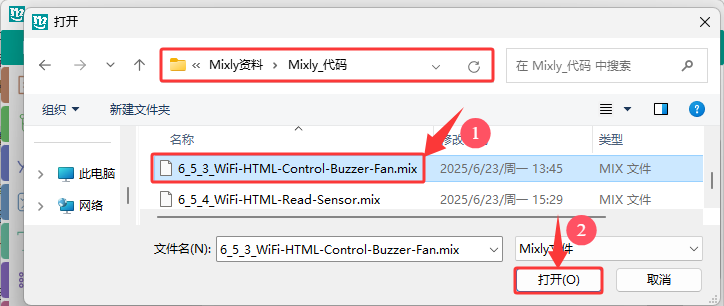 打开
« Mixly资料 › Mixly_代码
在 Mixly_代码 中搜索
组织 新建文件夹
名称 类型
1
此电脑 6_5_3_WiFi-HTML-Control-Buzzer-Fan.mix 2025/6/23/周一 13:45 MIX 文件
网络 6_5_4_WiFi-HTML-Read-Sensor.mix 2025/6/23/周一 15:29 MIX 文件
2
文件名(N): 6_5_3_WiFi-HTML-Control-Buzzer-Fan.mix Mixly文件
打开(O) 取消